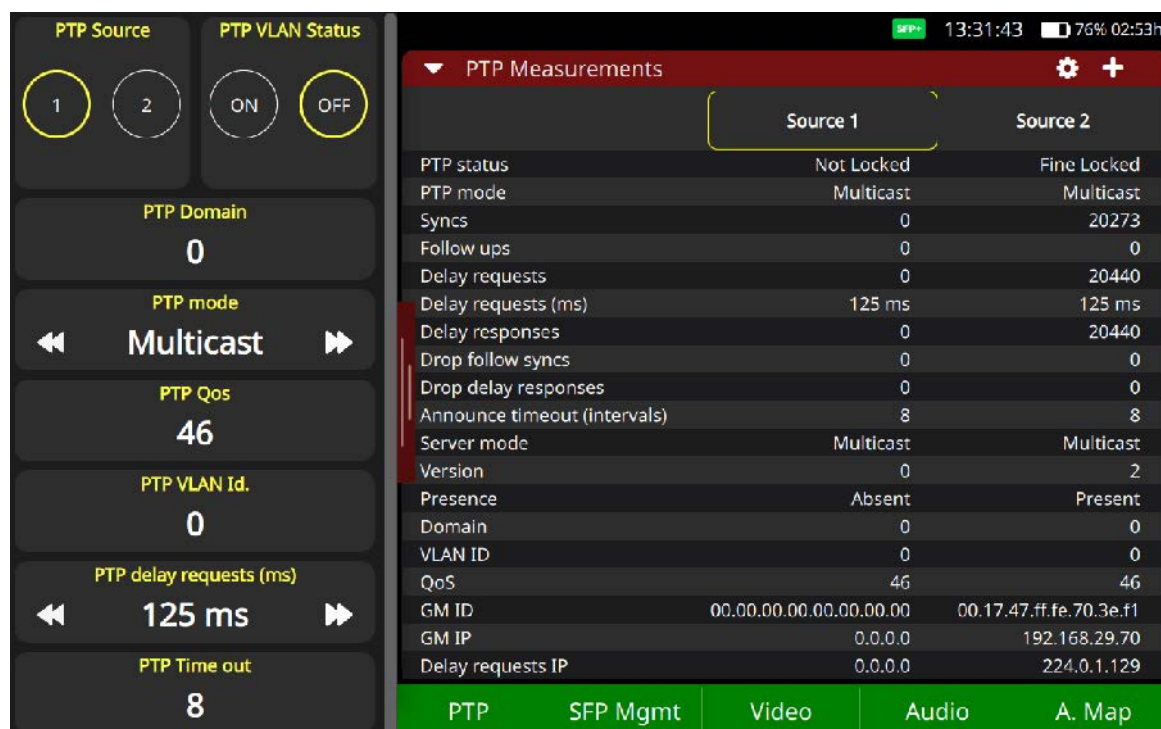 PTP Source PTP VLAN Status
1 2 ON OFF
PTP Domain
0
PTP mode
Multicast
PTP Qos
46
PTP VLAN Id.
0
PTP delay requests (ms)
125 ms
PTP Time out
8
SFP+ 13:31:43 76% 02:53h
PTP Measurements
Source 1 Source 2
PTP status Not Locked Fine Locked
PTP mode Multicast Multicast
Syncs 0 20273
Follow ups 0 0
Delay requests 0 20440
Delay requests (ms) 125 ms 125 ms
Delay responses 0 20440
Drop follow syncs 0 0
Drop delay responses 0 0
Announce timeout (intervals) 8 8
Server mode Multicast Multicast
Version 0 2
Presence Absent Present
Domain 0 0
VLAN ID 0 0
QoS 46 46
GM ID 00.00.00.00.00.00.00.00 00.17.47.ff.fe.70.3e.f1
GM IP 0.0.0.0 192.168.29.70
Delay requests IP 0.0.0.0 224.0.1.129
PTP SFP Mgmt Video Audio A. Map